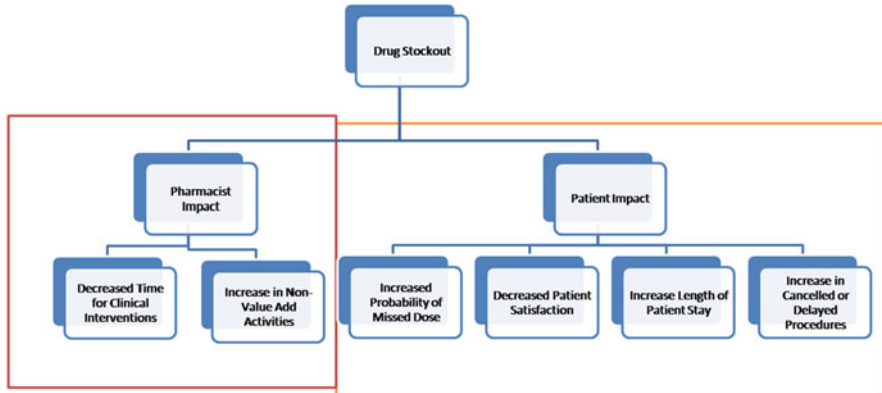 Drug Stockout
Pharmacist
Impact
Patient Impact
Decreased Time
for Clinical
Interventions
Increase in Non-
Value Add
Activities
Increased
Probability of
Missed Dose
Decreased Patient
Satisfaction
Increase Length of
Patient Stay
Increase in
Cancelled or
Delayed
Procedures